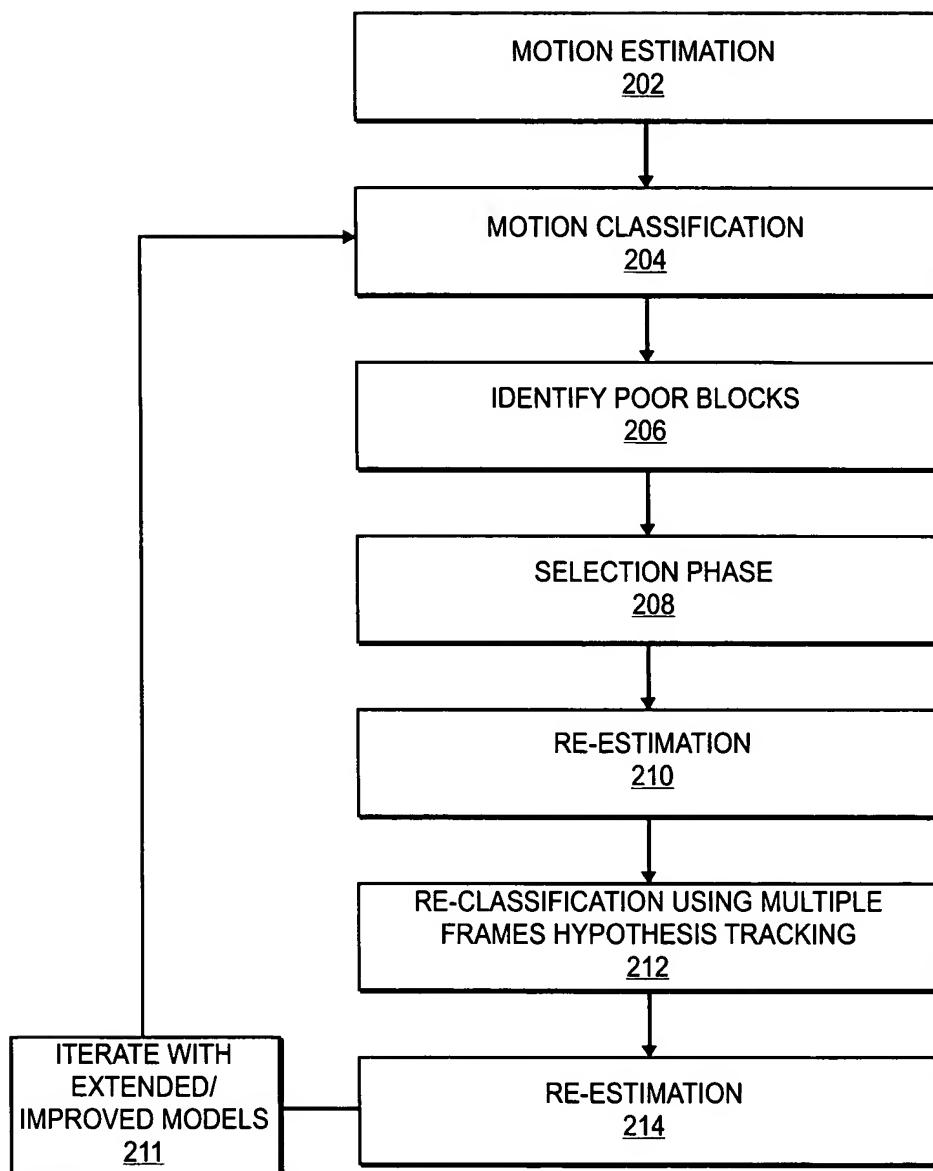 MOTION ESTIMATION
202
MOTION CLASSIFICATION
204
IDENTIFY POOR BLOCKS
206
SELECTION PHASE
208
RE-ESTIMATION
210
RE-CLASSIFICATION USING MULTIPLE
FRAMES HYPOTHESIS TRACKING
212
RE-ESTIMATION
214
ITERATE WITH
EXTENDED/
IMPROVED MODELS
211